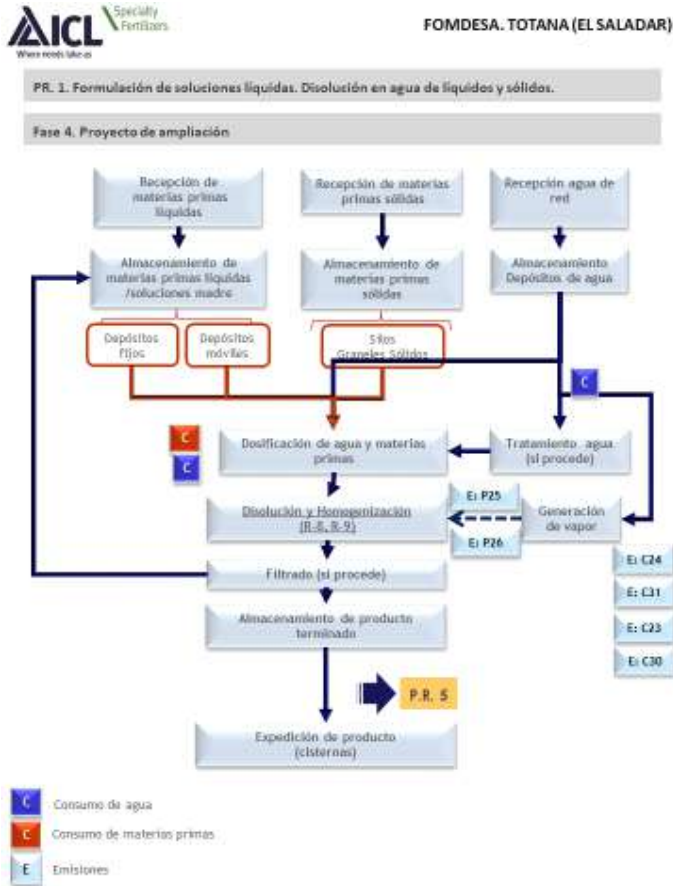 ICL
Specialty
Fertilizers
Where needs take us
FOMDESA. TOTANA (EL SALADAR)
PR. 1. Formulación de soluciones líquidas. Disolución en agua de líquidos y sólidos.
Fase 4. Proyecto de ampliación
Recepción de
materias primas
líquidas
Recepción de materias
primas sólidas
Recepción agua de
red
Almacenamiento de
materias primas líquidas
/soluciones madre
Almacenamiento de
materias primas
sólidas
Almacenamiento
Depósitos de agua
Depósitos
fijos
Depósitos
móviles
Silos
Graneles Sólidos
C
C
C
Dosificación de agua y materias
primas
Tratamiento agua
(si procede)
Disolución y Homogenización
(R-8, R-9)
E: P25
E: P26
Generación
de vapor
Filtrado (si procede)
E: C24
E: C31
E: C23
E: C30
Almacenamiento de producto
terminado
P.R. 5
Expedición de producto
(cisternas)
C Consumo de agua
C Consumo de materias primas
E Emisiones